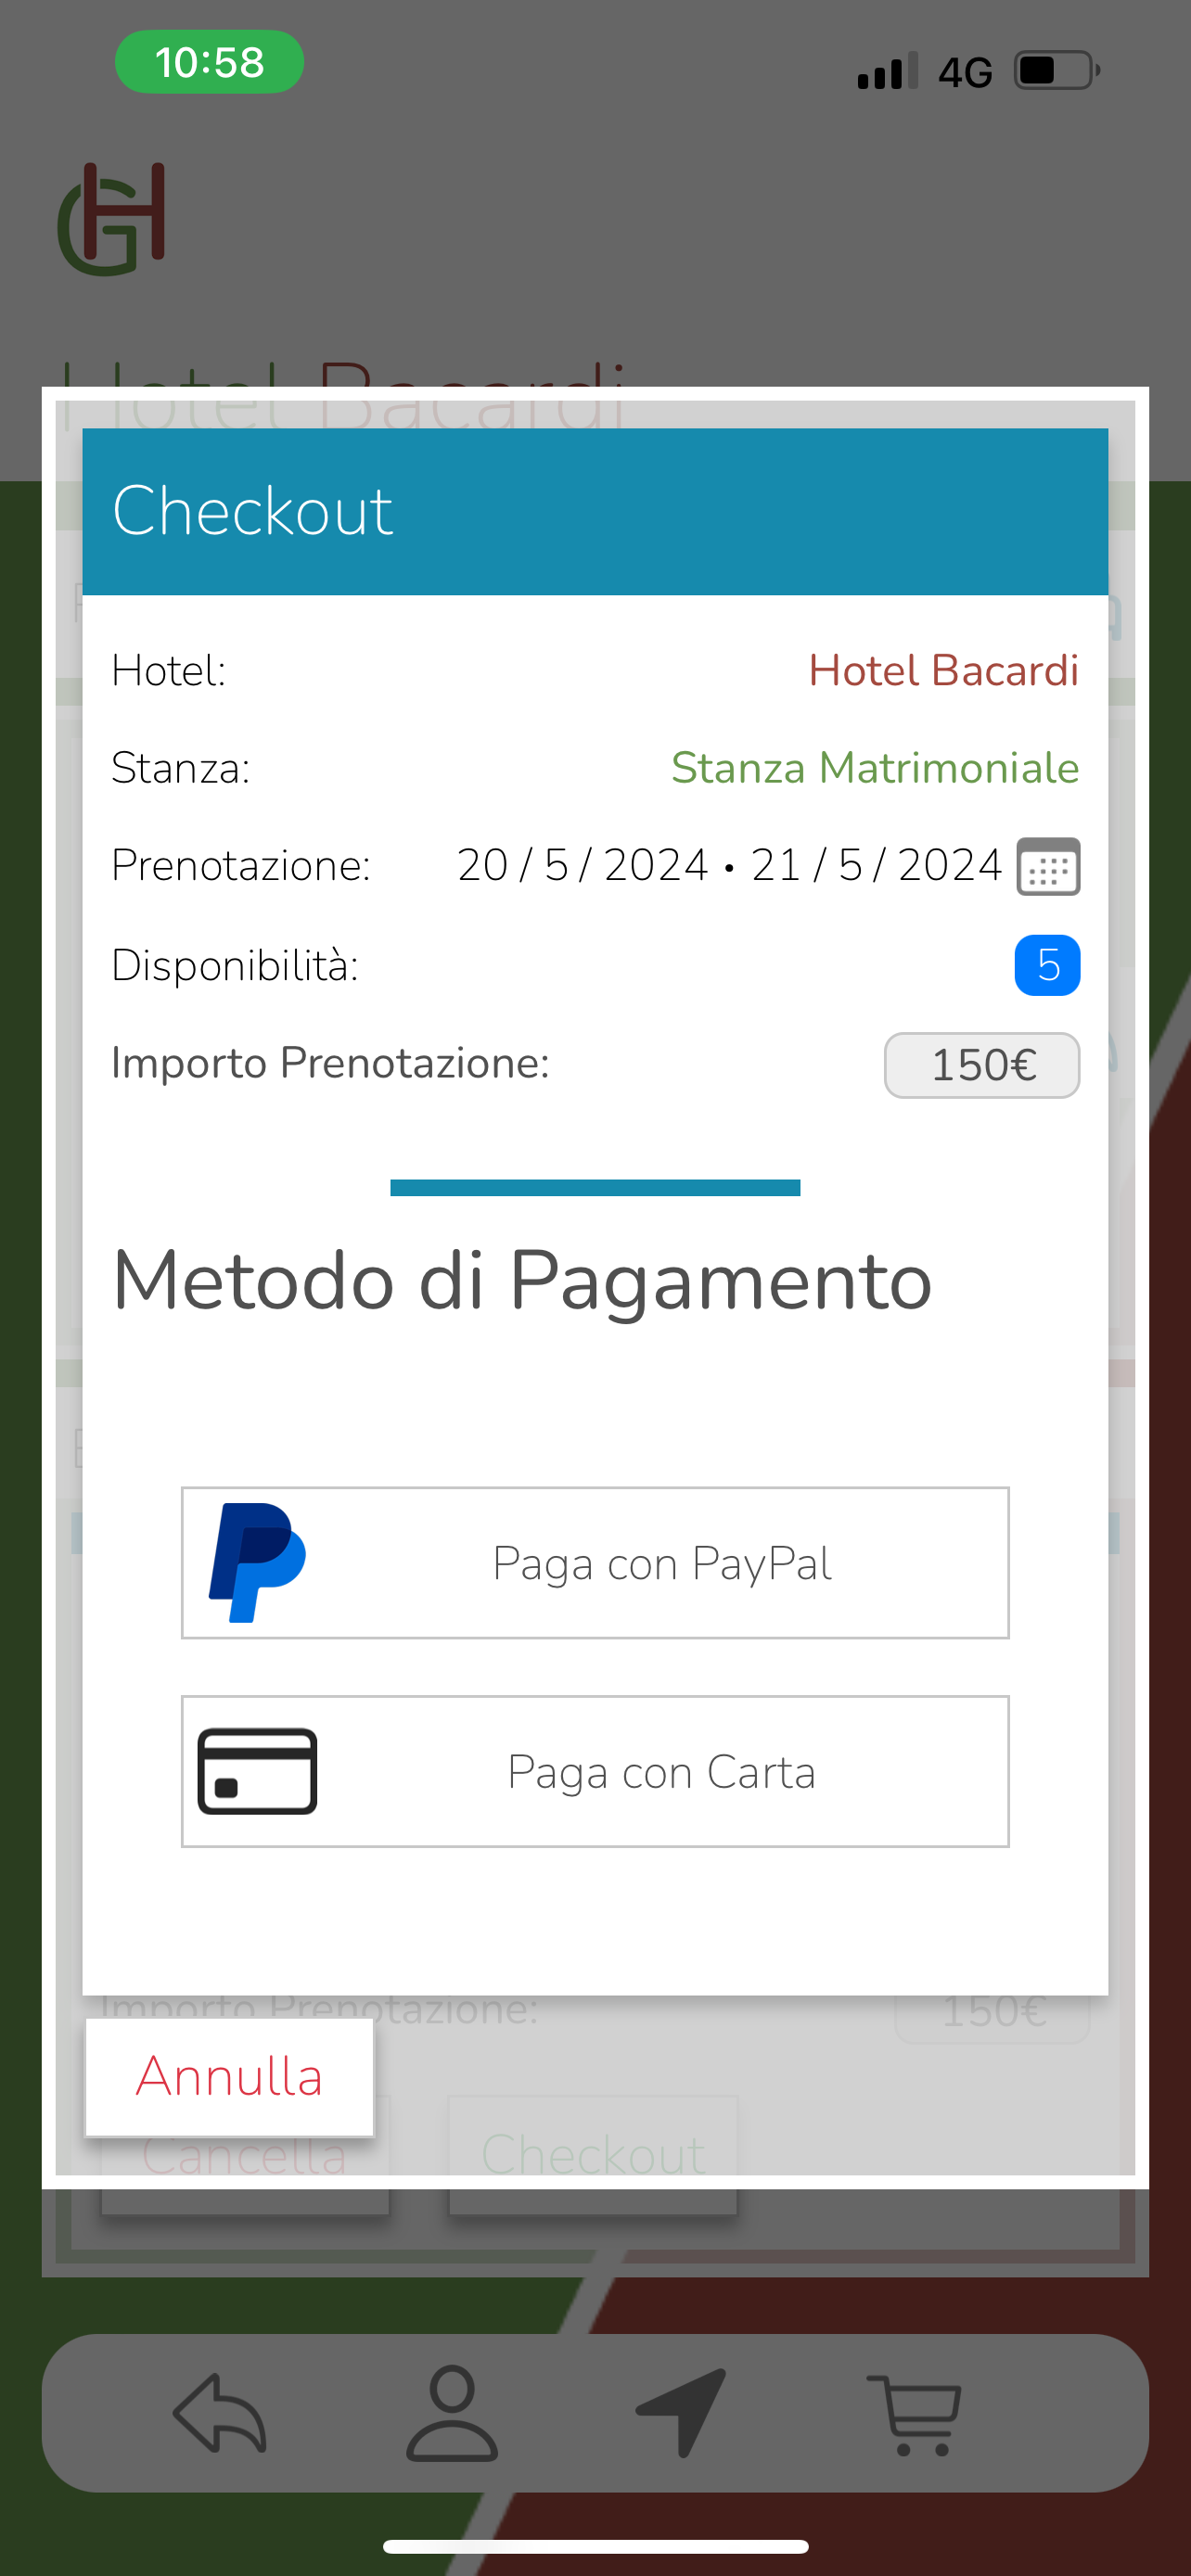 10:58 4G
GH
Hotel Bacardi
Checkout
Hotel: Hotel Bacardi
Stanza: Stanza Matrimoniale
Prenotazione: 20 / 5 / 2024 • 21 / 5 / 2024
Disponibilità: 5
Importo Prenotazione: 150€
Metodo di Pagamento
Paga con PayPal
Paga con Carta
Importo Prenotazione: 150€
Annulla
Cancella Checkout